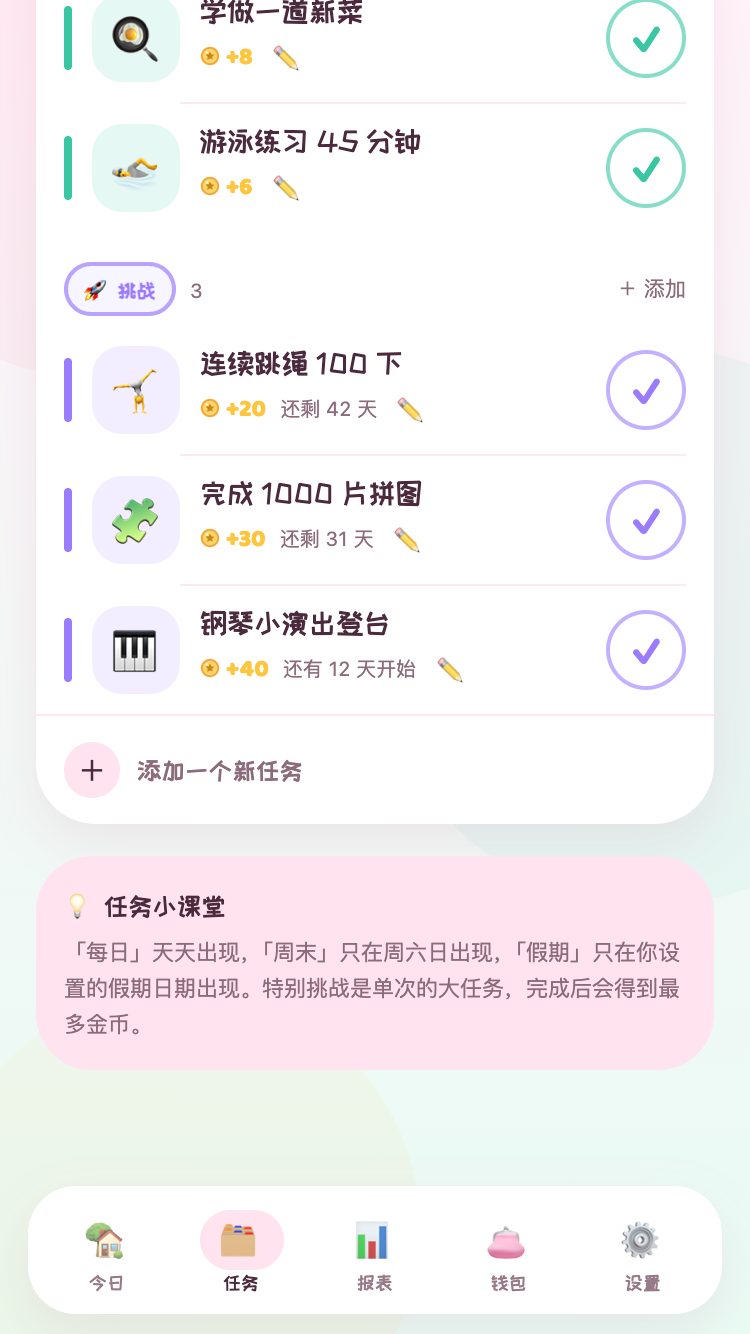 学做一道新菜
+8
游泳练习 45 分钟
+6
挑战 3 + 添加
连续跳绳 100 下
+20 还剩 42 天
完成 1000 片拼图
+30 还剩 31 天
钢琴小演出登台
+40 还有 12 天开始
+ 添加一个新任务
任务小课堂
「每日」天天出现，「周末」只在周六日出现，「假期」只在你设
置的假期日期出现。特别挑战是单次的大任务，完成后会得到最
多金币。
今日 任务 报表 钱包 设置